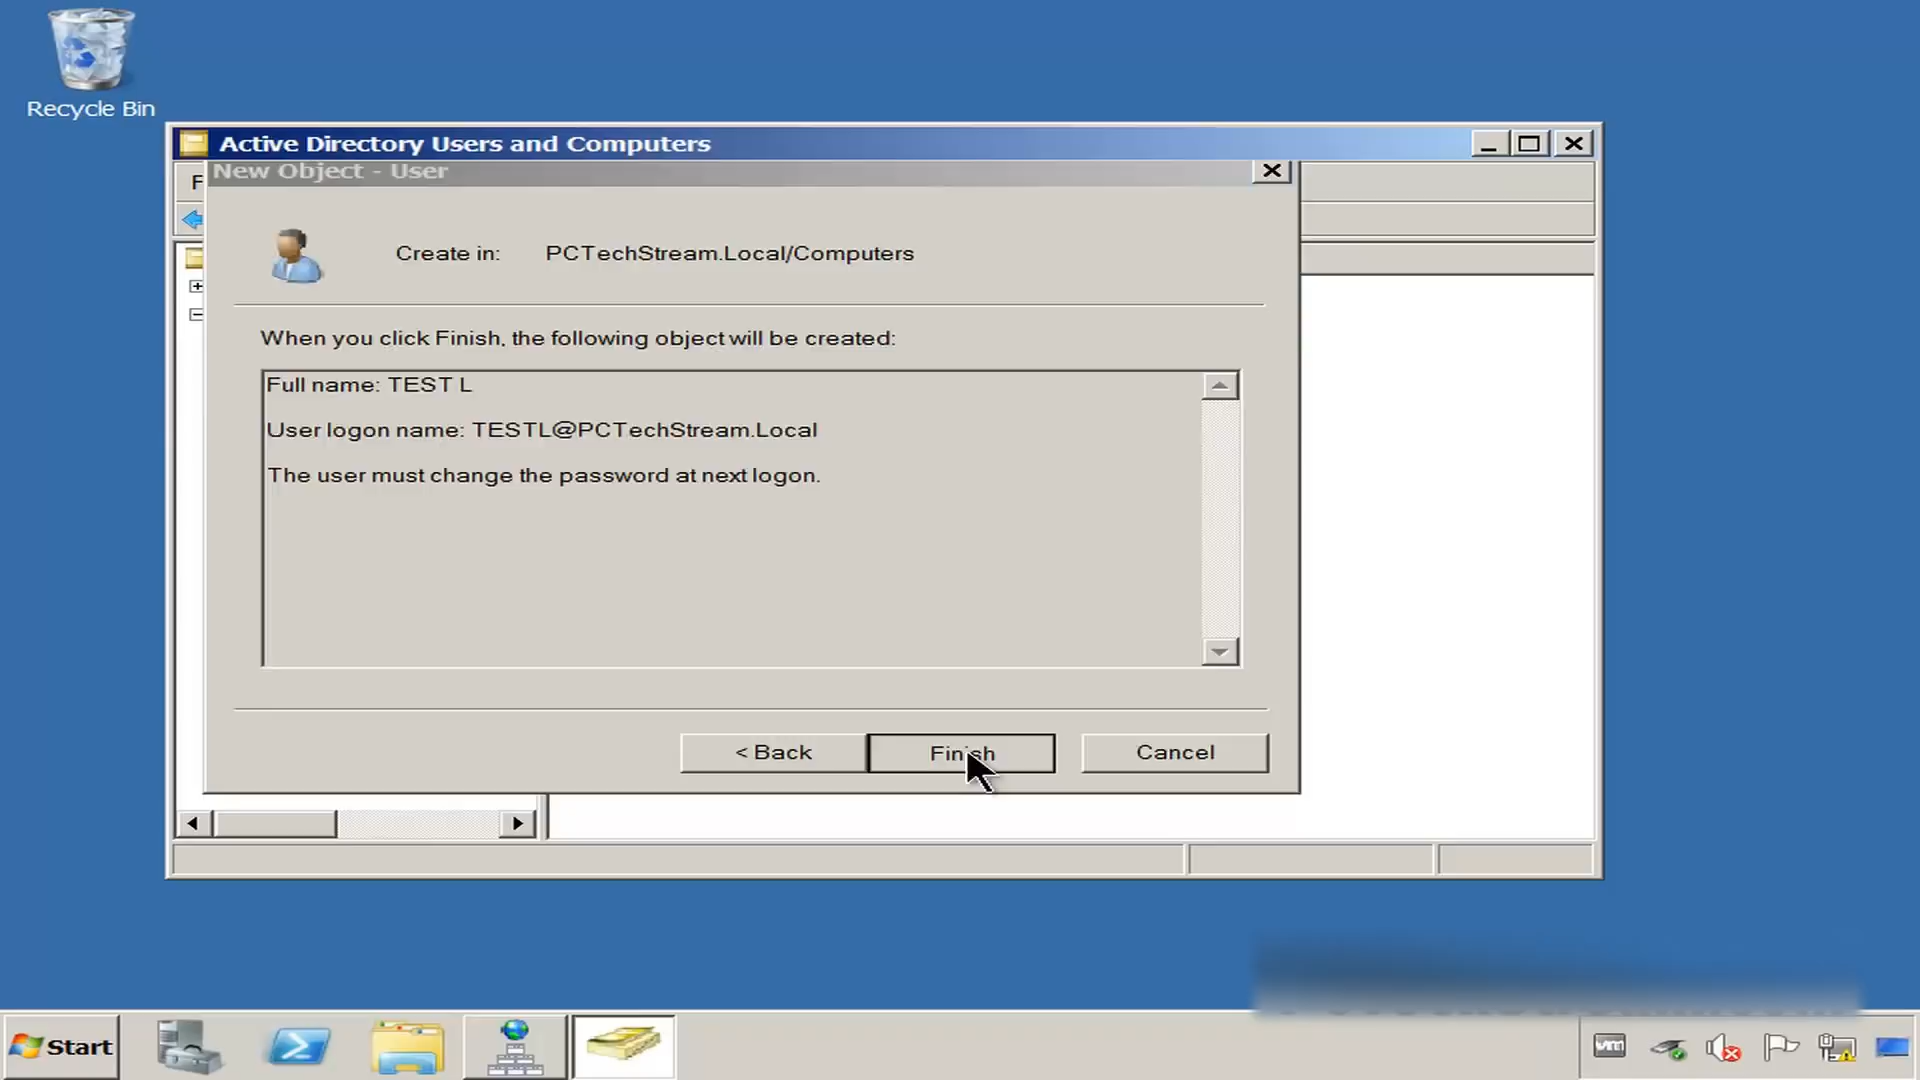 Recycle Bin
Active Directory Users and Computers
New Object - User
F
Create in: PCTechStream.Local/Computers
When you click Finish, the following object will be created:
Full name: TEST L
User logon name: TESTL@PCTechStream.Local
The user must change the password at next logon.
< Back
Finish
Cancel
Start
vm